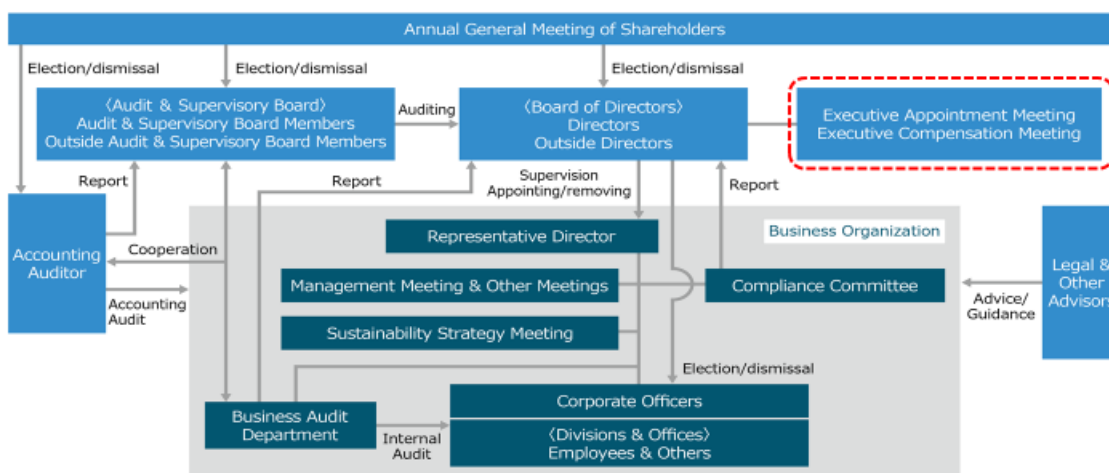 Annual General Meeting of Shareholders
Election/dismissal
Election/dismissal
Election/dismissal
〈Audit & Supervisory Board〉
Audit & Supervisory Board Members
Outside Audit & Supervisory Board Members
Auditing
〈Board of Directors〉
Directors
Outside Directors
Executive Appointment Meeting
Executive Compensation Meeting
Report
Report
Supervision
Appointing/removing
Report
Accounting
Auditor
Cooperation
Accounting
Audit
Representative Director
Business Organization
Management Meeting & Other Meetings
Compliance Committee
Sustainability Strategy Meeting
Advice/
Guidance
Legal &
Other
Advisors
Election/dismissal
Business Audit
Department
Internal
Audit
Corporate Officers
〈Divisions & Offices〉
Employees & Others